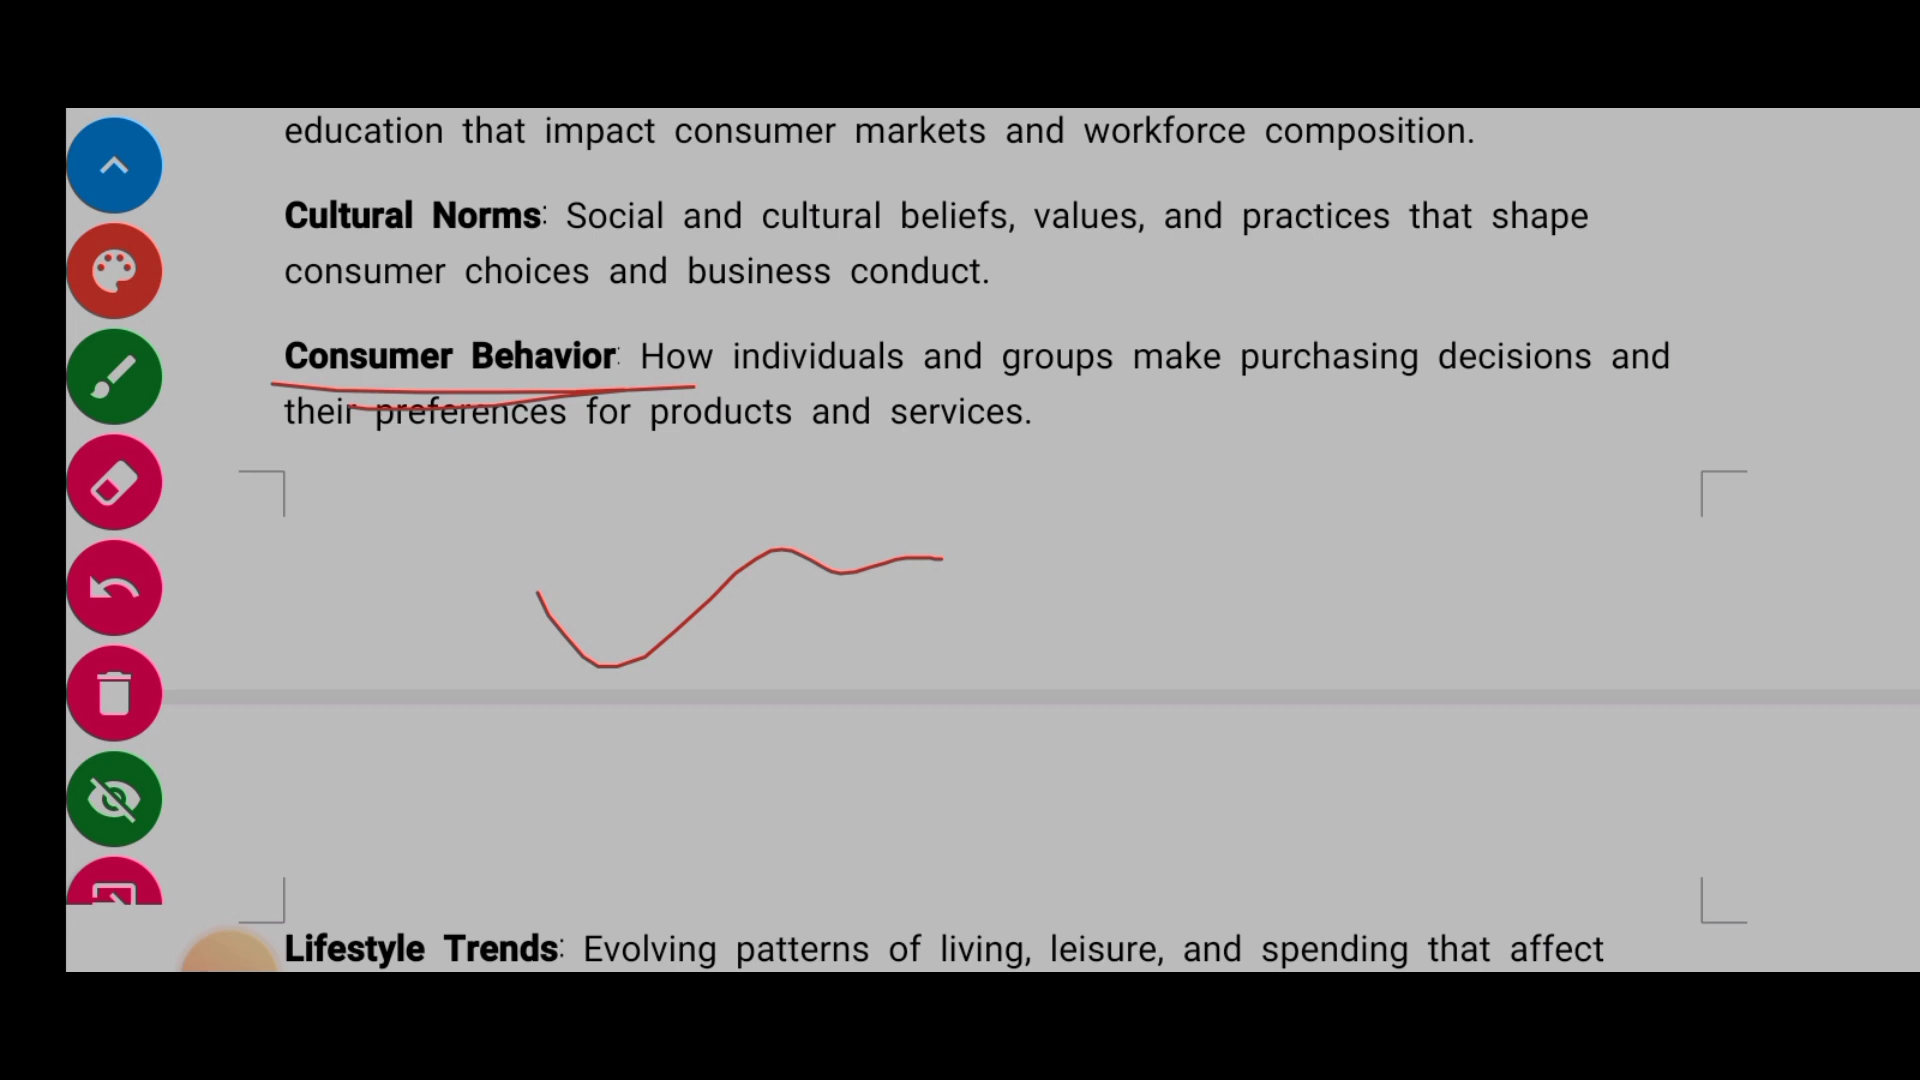 education that impact consumer markets and workforce composition.
Cultural Norms: Social and cultural beliefs, values, and practices that shape
consumer choices and business conduct.
Consumer Behavior: How individuals and groups make purchasing decisions and
their preferences for products and services.
Lifestyle Trends: Evolving patterns of living, leisure, and spending that affect